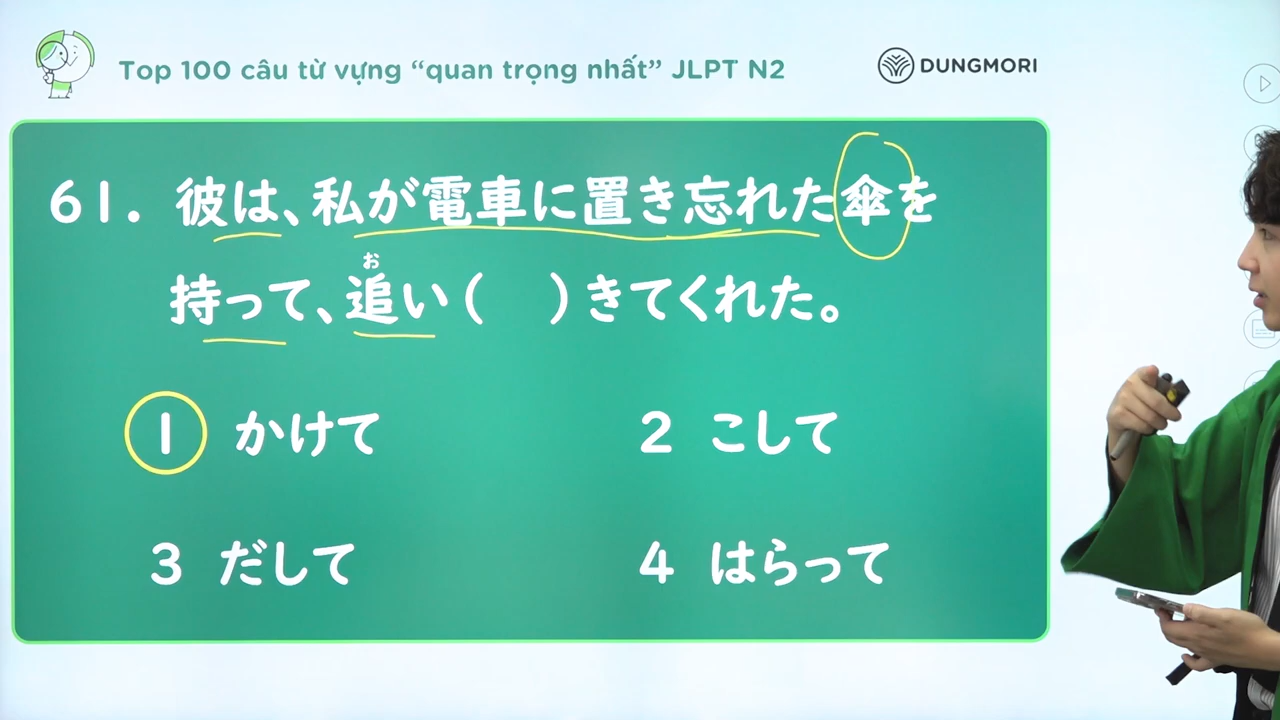 Top 100 câu từ vựng “quan trọng nhất” JLPT N2
DUNGMORI
61. 彼は、私が電車に置き忘れた傘を
お
持って、追い(　)きてくれた。
1 かけて
2 こして
3 だして
4 はらって